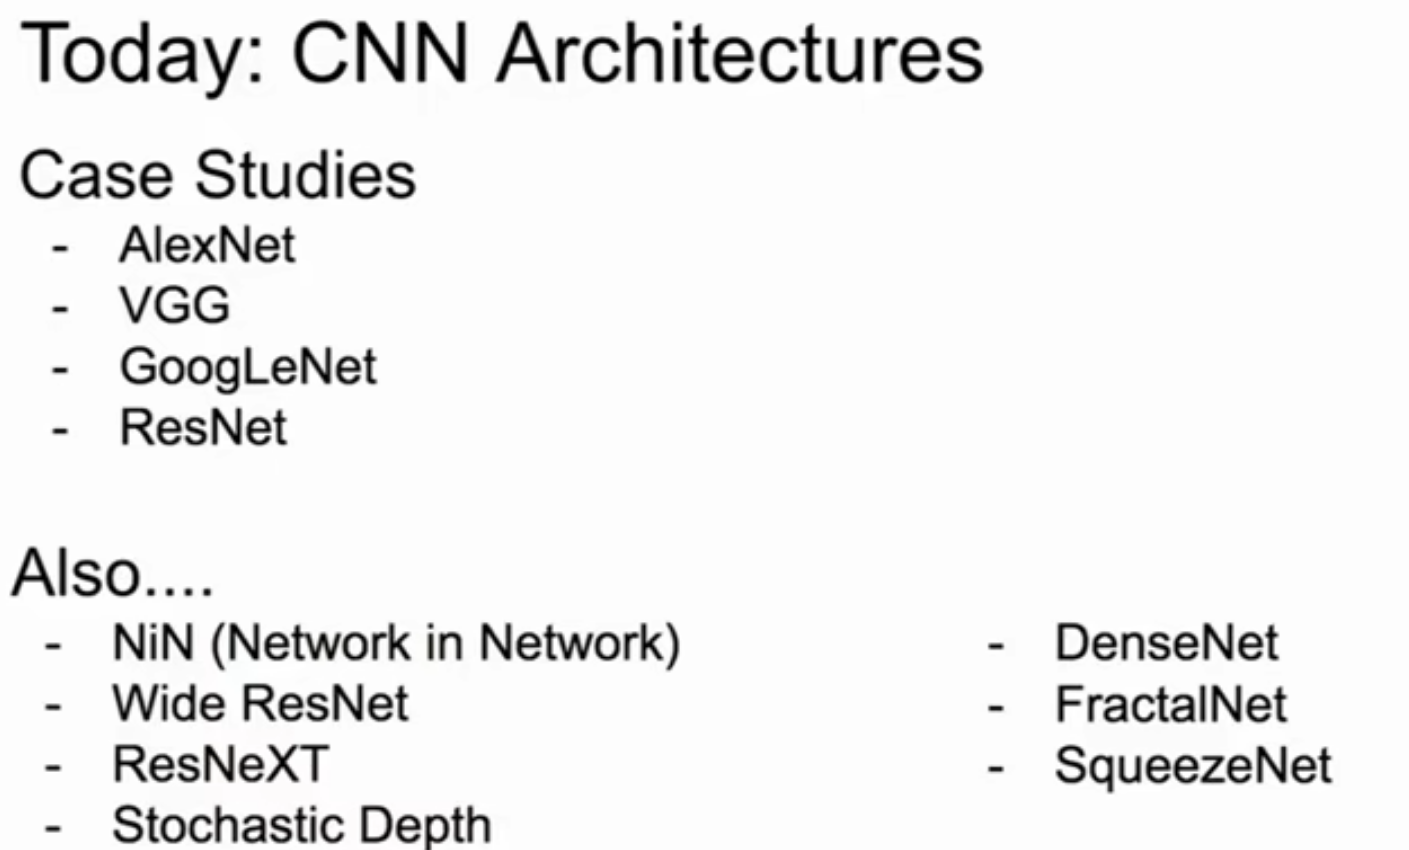 Today: CNN Architectures
Case Studies
- AlexNet
- VGG
- GoogLeNet
- ResNet
Also....
- NiN (Network in Network)
- Wide ResNet
- ResNeXT
- Stochastic Depth
- DenseNet
- FractalNet
- SqueezeNet